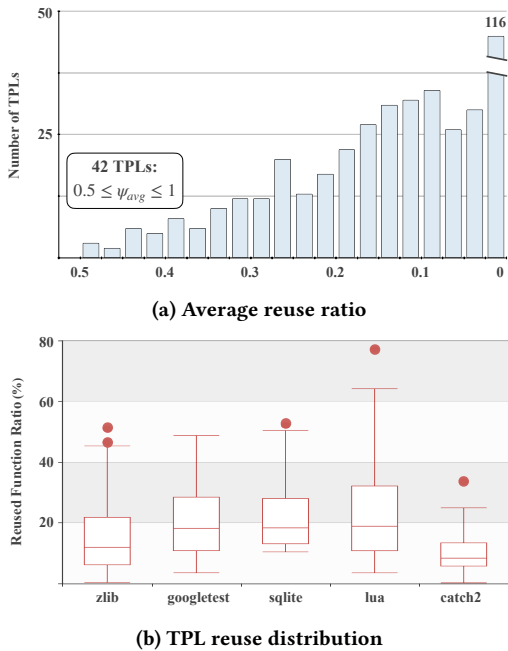 50
116
Number of TPLs
25
42 TPLs:
0.5 ≤ ψavg ≤ 1
0.5 0.4 0.3 0.2 0.1 0
(a) Average reuse ratio
80
60
Reused Function Ratio (%)
40
20
zlib googletest sqlite lua catch2
(b) TPL reuse distribution